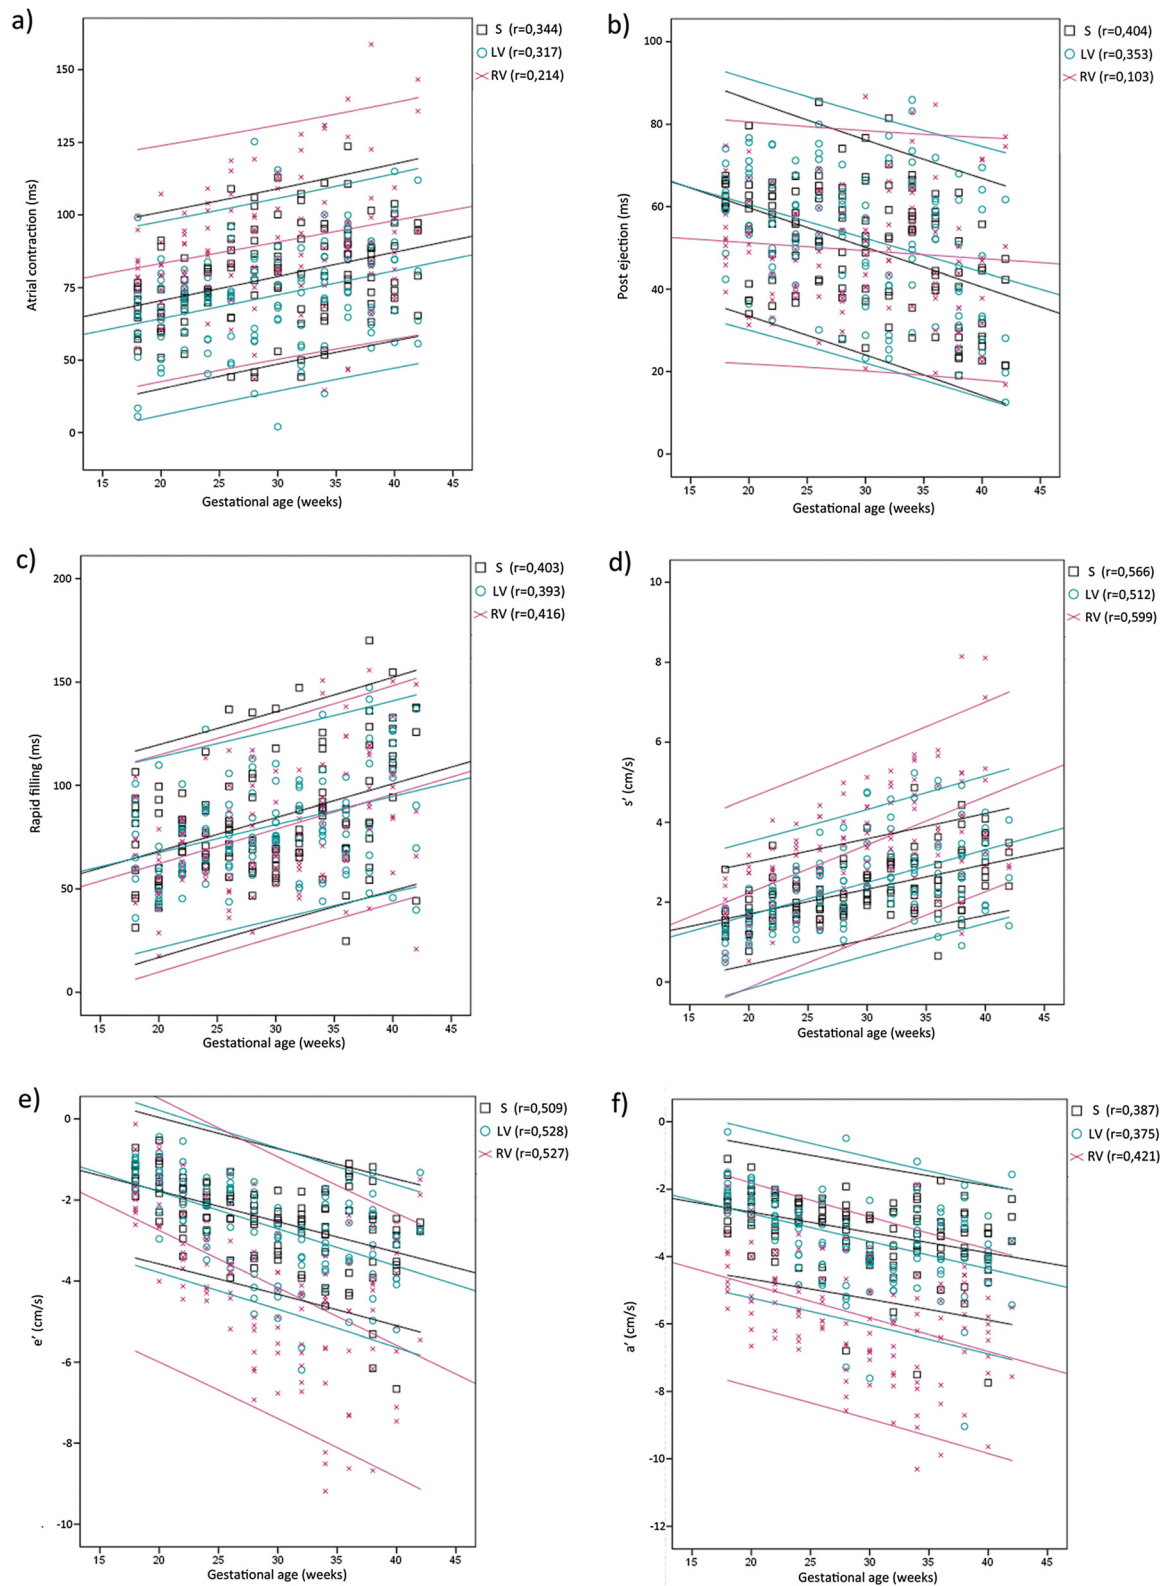 a)
S (r=0,344)
LV (r=0,317)
RV (r=0,214)
Atrial contraction (ms)
150
125
100
75
50
25
0
15 20 25 30 35 40 45
Gestational age (weeks)
b)
S (r=0,404)
LV (r=0,353)
RV (r=0,103)
Post ejection (ms)
100
80
60
40
20
0
15 20 25 30 35 40 45
Gestational age (weeks)
c)
S (r=0,403)
LV (r=0,393)
RV (r=0,416)
Rapid filling (ms)
200
150
100
50
0
15 20 25 30 35 40 45
Gestational age (weeks)
d)
S (r=0,566)
LV (r=0,512)
RV (r=0,599)
s' (cm/s)
10
8
6
4
2
0
15 20 25 30 35 40 45
Gestational age (weeks)
e)
S (r=0,509)
LV (r=0,528)
RV (r=0,527)
e' (cm/s)
-0
-2
-4
-6
-8
-10
15 20 25 30 35 40 45
Gestational age (weeks)
f)
S (r=0,387)
LV (r=0,375)
RV (r=0,421)
a' (cm/s)
0
-2
-4
-6
-8
-10
-12
15 20 25 30 35 40 45
Gestational age (weeks)